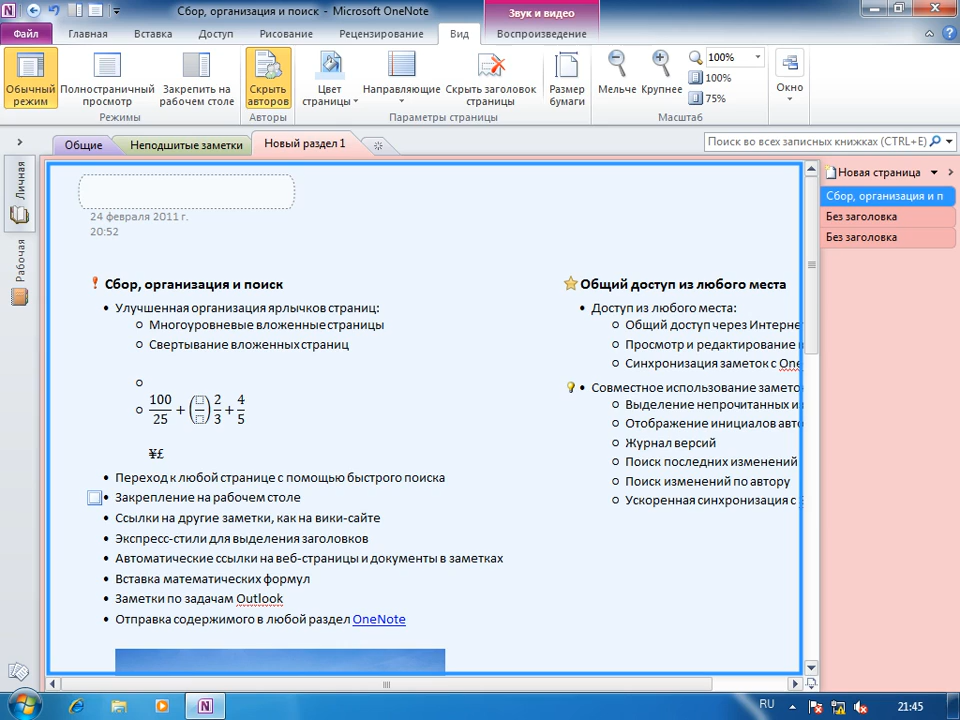 Сбор, организация и поиск - Microsoft OneNote
Звук и видео
Файл
Главная
Вставка
Доступ
Рисование
Рецензирование
Вид
Воспроизведение
Обычный режим
Полностраничный просмотр
Закрепить на рабочем столе
Скрыть авторов
Цвет страницы
Направляющие
Скрыть заголовок страницы
Размер бумаги
Мельче
Крупнее
100%
100%
75%
Окно
Режимы
Авторы
Параметры страницы
Масштаб
Общие
Неподшитые заметки
Новый раздел 1
Поиск во всех записных книжках (CTRL+E)
Личная
Рабочая
24 февраля 2011 г.
20:52
Сбор, организация и поиск
• Улучшенная организация ярлычков страниц:
○ Многоуровневые вложенные страницы
○ Свертывание вложенных страниц
○
○ 100/25 + (⬚/⬚) 2/3 + 4/5
¥£
• Переход к любой странице с помощью быстрого поиска
• Закрепление на рабочем столе
• Ссылки на другие заметки, как на вики-сайте
• Экспресс-стили для выделения заголовков
• Автоматические ссылки на веб-страницы и документы в заметках
• Вставка математических формул
• Заметки по задачам Outlook
• Отправка содержимого в любой раздел OneNote
Общий доступ из любого места
• Доступ из любого места:
○ Общий доступ через Интерне
○ Просмотр и редактирование
○ Синхронизация заметок с One
• Совместное использование замето
○ Выделение непрочитанных и
○ Отображение инициалов авто
○ Журнал версий
○ Поиск последних изменений
○ Поиск изменений по автору
○ Ускоренная синхронизация с
Новая страница
Сбор, организация и п
Без заголовка
Без заголовка
RU
21:45